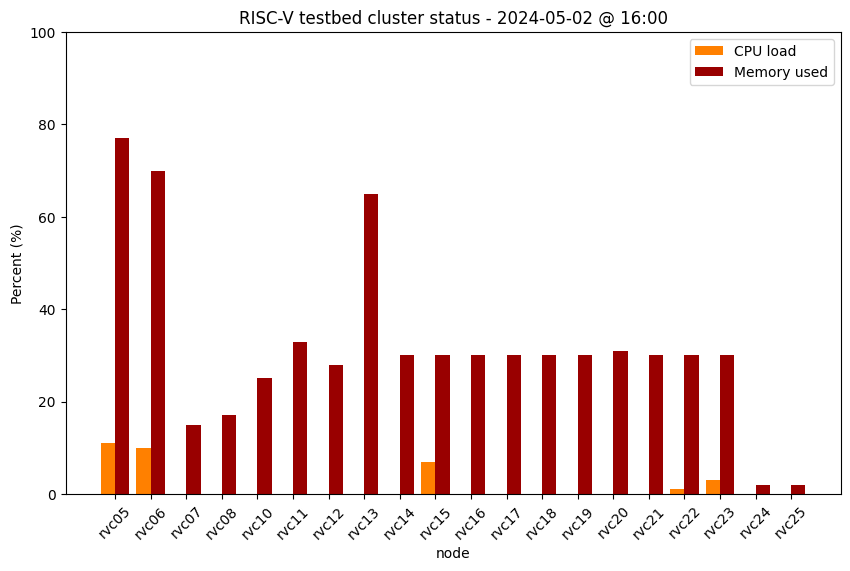 RISC-V testbed cluster status - 2024-05-02 @ 16:00
CPU load
Memory used
Percent (%)
100
80
60
40
20
0
rvc05
rvc06
rvc07
rvc08
rvc10
rvc11
rvc12
rvc13
rvc14
rvc15
rvc16
rvc17
rvc18
rvc19
rvc20
rvc21
rvc22
rvc23
rvc24
rvc25
node